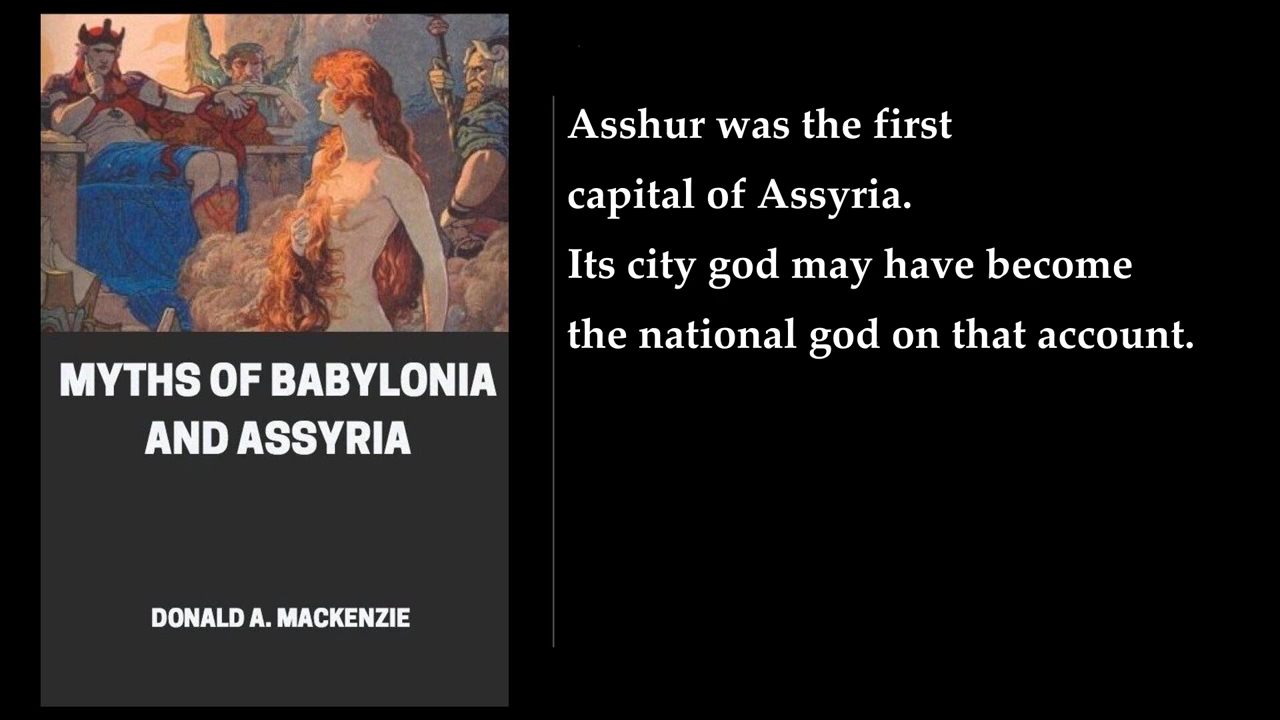 MYTHS OF BABYLONIA
AND ASSYRIA
DONALD A. MACKENZIE
Asshur was the first
capital of Assyria.
Its city god may have become
the national god on that account.